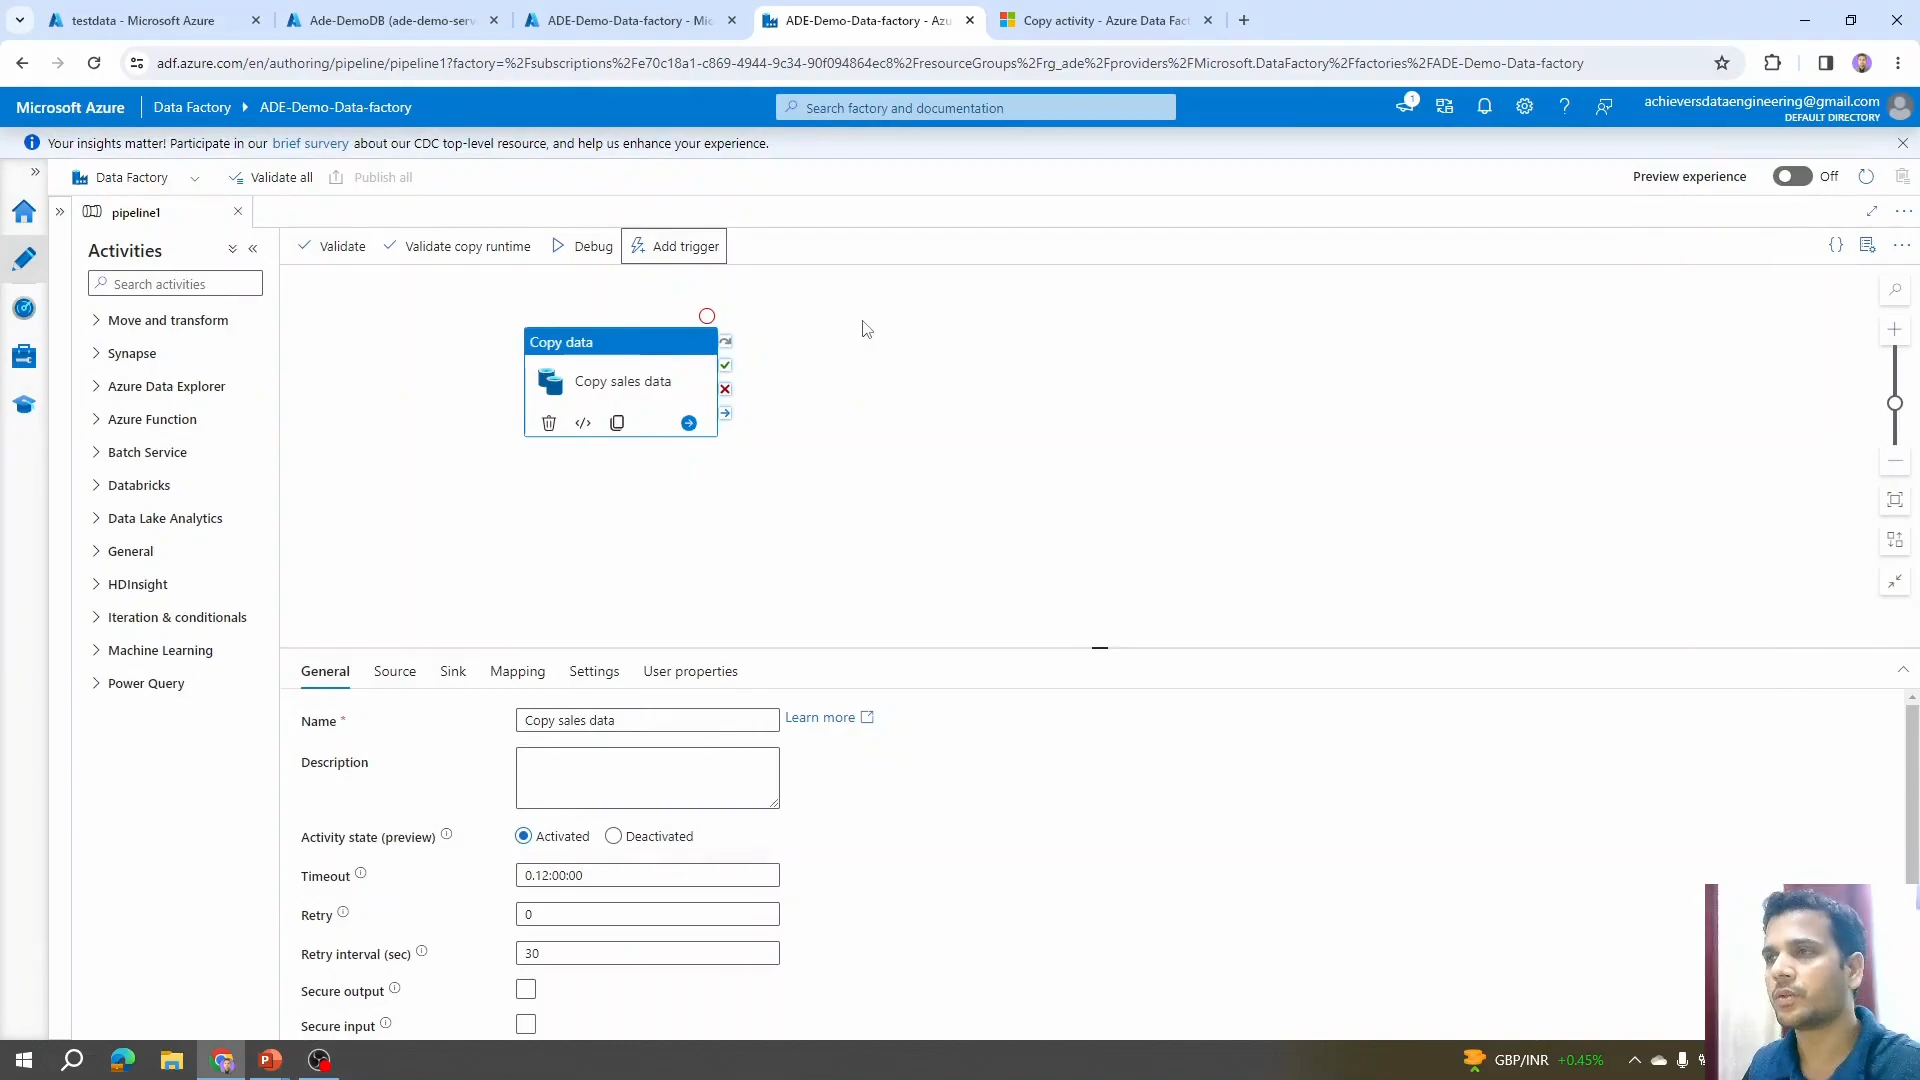 testdata - Microsoft Azure
Ade-DemoDB (ade-demo-serv
ADE-Demo-Data-factory - Mic
ADE-Demo-Data-factory - Azu
Copy activity - Azure Data Fact
adf.azure.com/en/authoring/pipeline/pipeline1?factory=%2Fsubscriptions%2Fe70c18a1-c869-4944-9c34-90f094864ec8%2FresourceGroups%2Frg_ade%2Fproviders%2FMicrosoft.DataFactory%2Ffactories%2FADE-Demo-Data-factory
Microsoft Azure
Data Factory
ADE-Demo-Data-factory
Search factory and documentation
1
achieversdataengineering@gmail.com
DEFAULT DIRECTORY
Your insights matter! Participate in our brief survery about our CDC top-level resource, and help us enhance your experience.
Data Factory
Validate all
Publish all
Preview experience
Off
pipeline1
Activities
Validate
Validate copy runtime
Debug
Add trigger
Search activities
Move and transform
Synapse
Azure Data Explorer
Azure Function
Batch Service
Databricks
Data Lake Analytics
General
HDInsight
Iteration & conditionals
Machine Learning
Power Query
Copy data
Copy sales data
General
Source
Sink
Mapping
Settings
User properties
Name *
Copy sales data
Learn more
Description
Activity state (preview)
Activated
Deactivated
Timeout
0.12:00:00
Retry
0
Retry interval (sec)
30
Secure output
Secure input
GBP/INR +0.45%